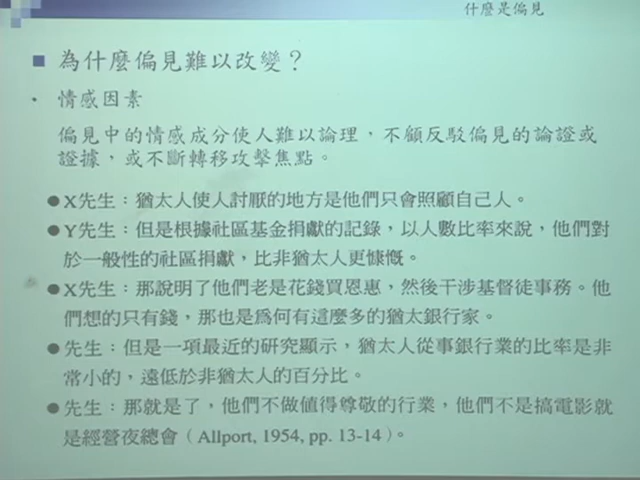 什麼是偏見
為什麼偏見難以改變？
情感因素
偏見中的情感成分使人難以論理，不顧反駁偏見的論證或
證據，或不斷轉移攻擊焦點。
●X先生：猶太人使人討厭的地方是他們只會照顧自己人。
●Y先生：但是根據社區基金捐獻的記錄，以人數比率來說，他們對
於一般性的社區捐獻，比非猶太人更慷慨。
●X先生：那說明了他們老是花錢買恩惠，然後干涉基督徒事務。他
們想的只有錢，那也是為何有這麼多的猶太銀行家。
●先生：但是一項最近的研究顯示，猶太人從事銀行業的比率是非
常小的，遠低於非猶太人的百分比。
●先生：那就是了，他們不做值得尊敬的行業，他們不是搞電影就
是經營夜總會（Allport, 1954, pp. 13-14）。